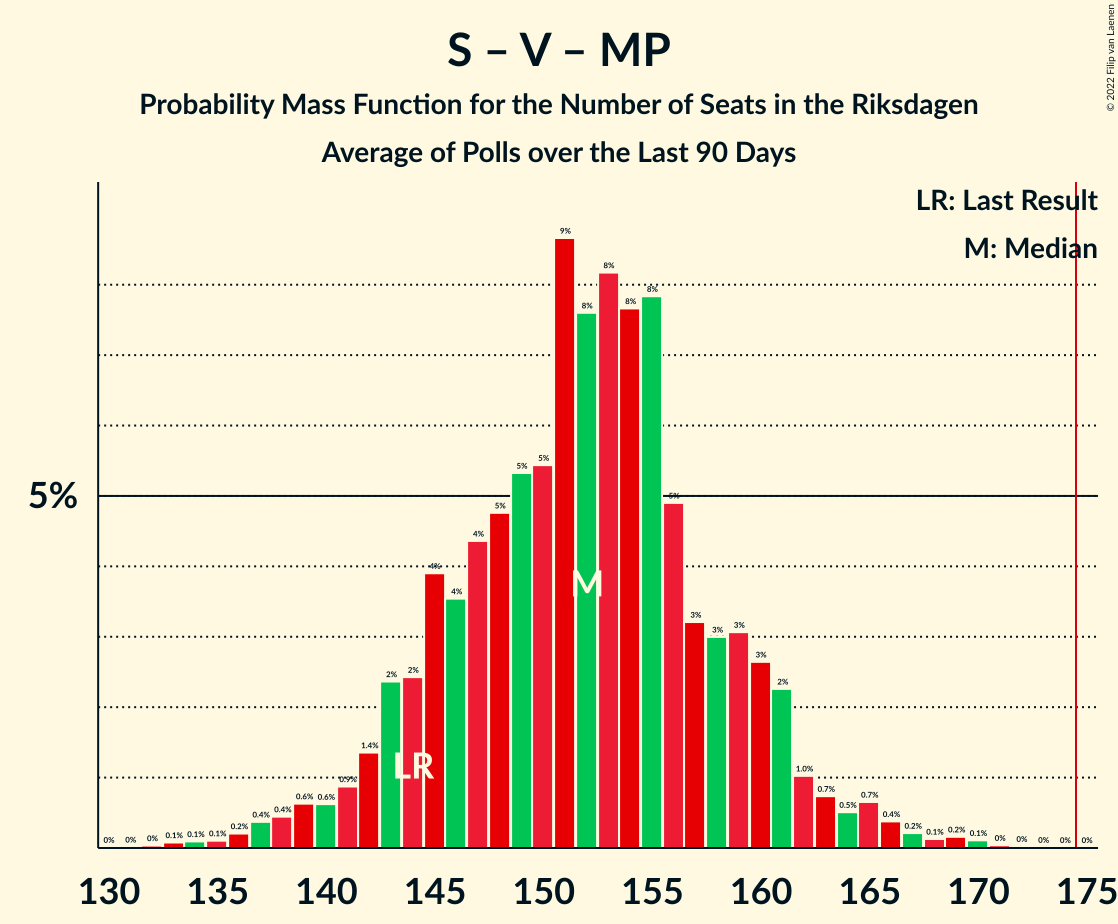 S – V – MP
Probability Mass Function for the Number of Seats in the Riksdagen
Average of Polls over the Last 90 Days
© 2022 Filip van Laenen
LR: Last Result
M: Median
5%
0% 0% 0% 0.1% 0.1% 0.1% 0.2% 0.4% 0.4% 0.6% 0.6% 0.9% 1.4% 2% 2% 4% 4% 4% 5% 5% 5% 9% 8% 8% 8% 8% 5% 3% 3% 3% 3% 2% 1.0% 0.7% 0.5% 0.7% 0.4% 0.2% 0.1% 0.2% 0.1% 0% 0% 0% 0% 0%
M
LR
130 135 140 145 150 155 160 165 170 175